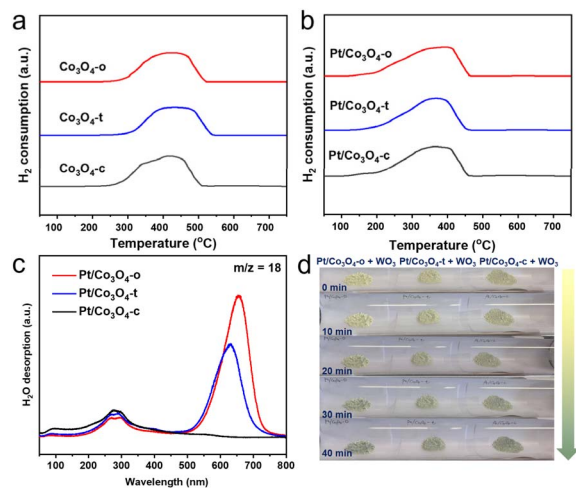 a
H₂ consumption (a.u.)
Co₃O₄-o
Co₃O₄-t
Co₃O₄-c
100 200 300 400 500 600 700
Temperature (°C)
b
H₂ consumption (a.u.)
Pt/Co₃O₄-o
Pt/Co₃O₄-t
Pt/Co₃O₄-c
100 200 300 400 500 600 700
Temperature (°C)
c
H₂O desorption (a.u.)
Pt/Co₃O₄-o
Pt/Co₃O₄-t
Pt/Co₃O₄-c
m/z = 18
100 200 300 400 500 600 700 800
Wavelength (nm)
d
Pt/Co₃O₄-o + WO₃ Pt/Co₃O₄-t + WO₃ Pt/Co₃O₄-c + WO₃
0 min
10 min
20 min
30 min
40 min